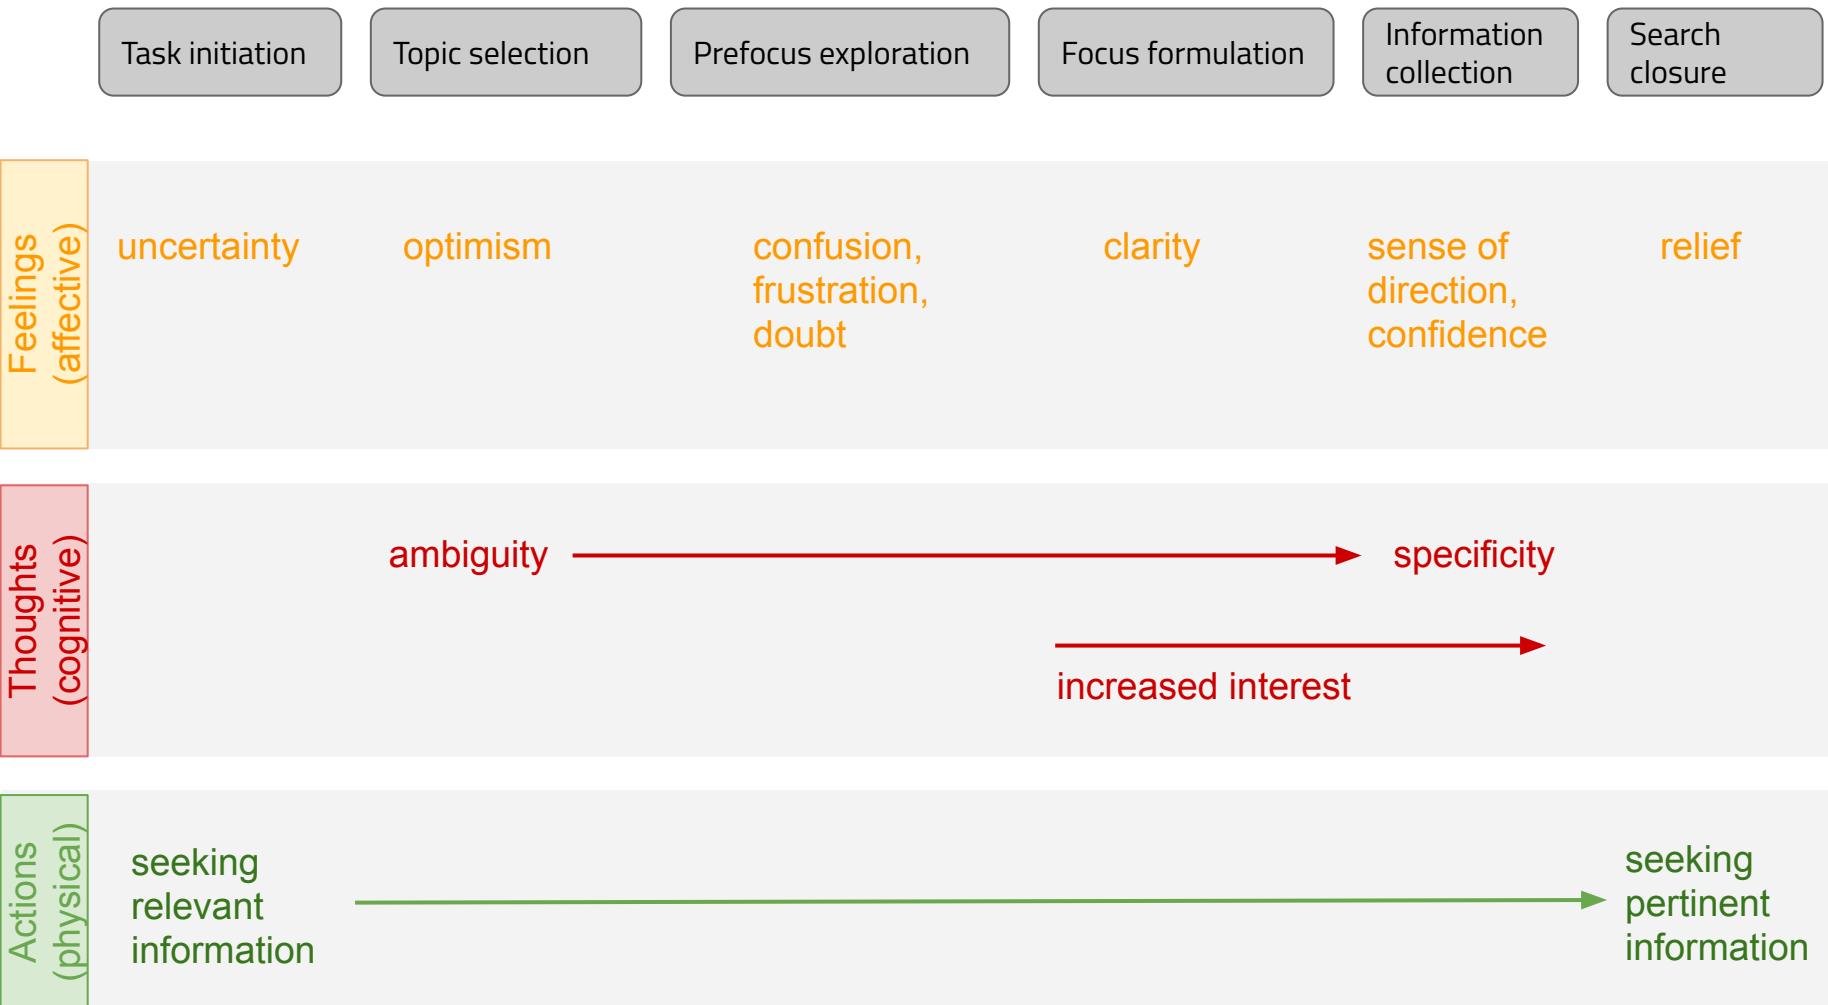 Task initiation
Topic selection
Prefocus exploration
Focus formulation
Information
collection
Search
closure
Feelings
(affective)
uncertainty
optimism
confusion,
frustration,
doubt
clarity
sense of
direction,
confidence
relief
Thoughts
(cognitive)
ambiguity
specificity
increased interest
Actions
(physical)
seeking
relevant
information
seeking
pertinent
information